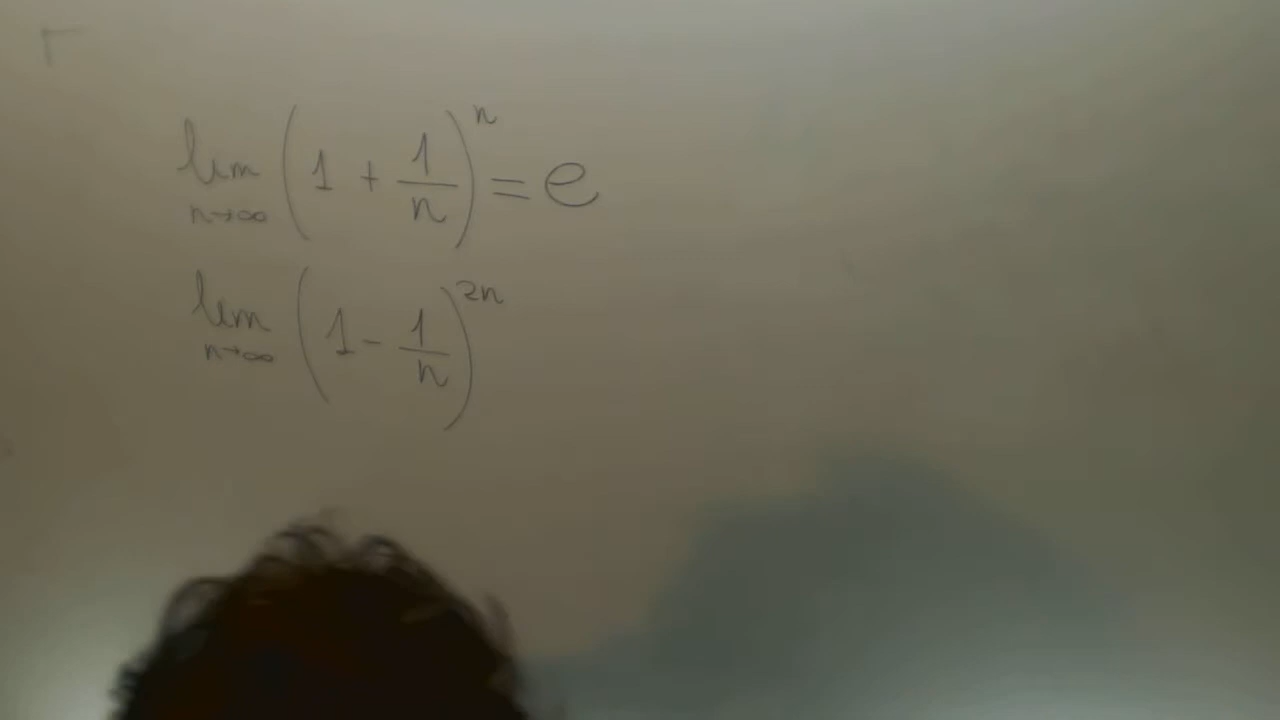 lim n→∞ (1 + 1/n)^n = e
lim n→∞ (1 - 1/n)^2n